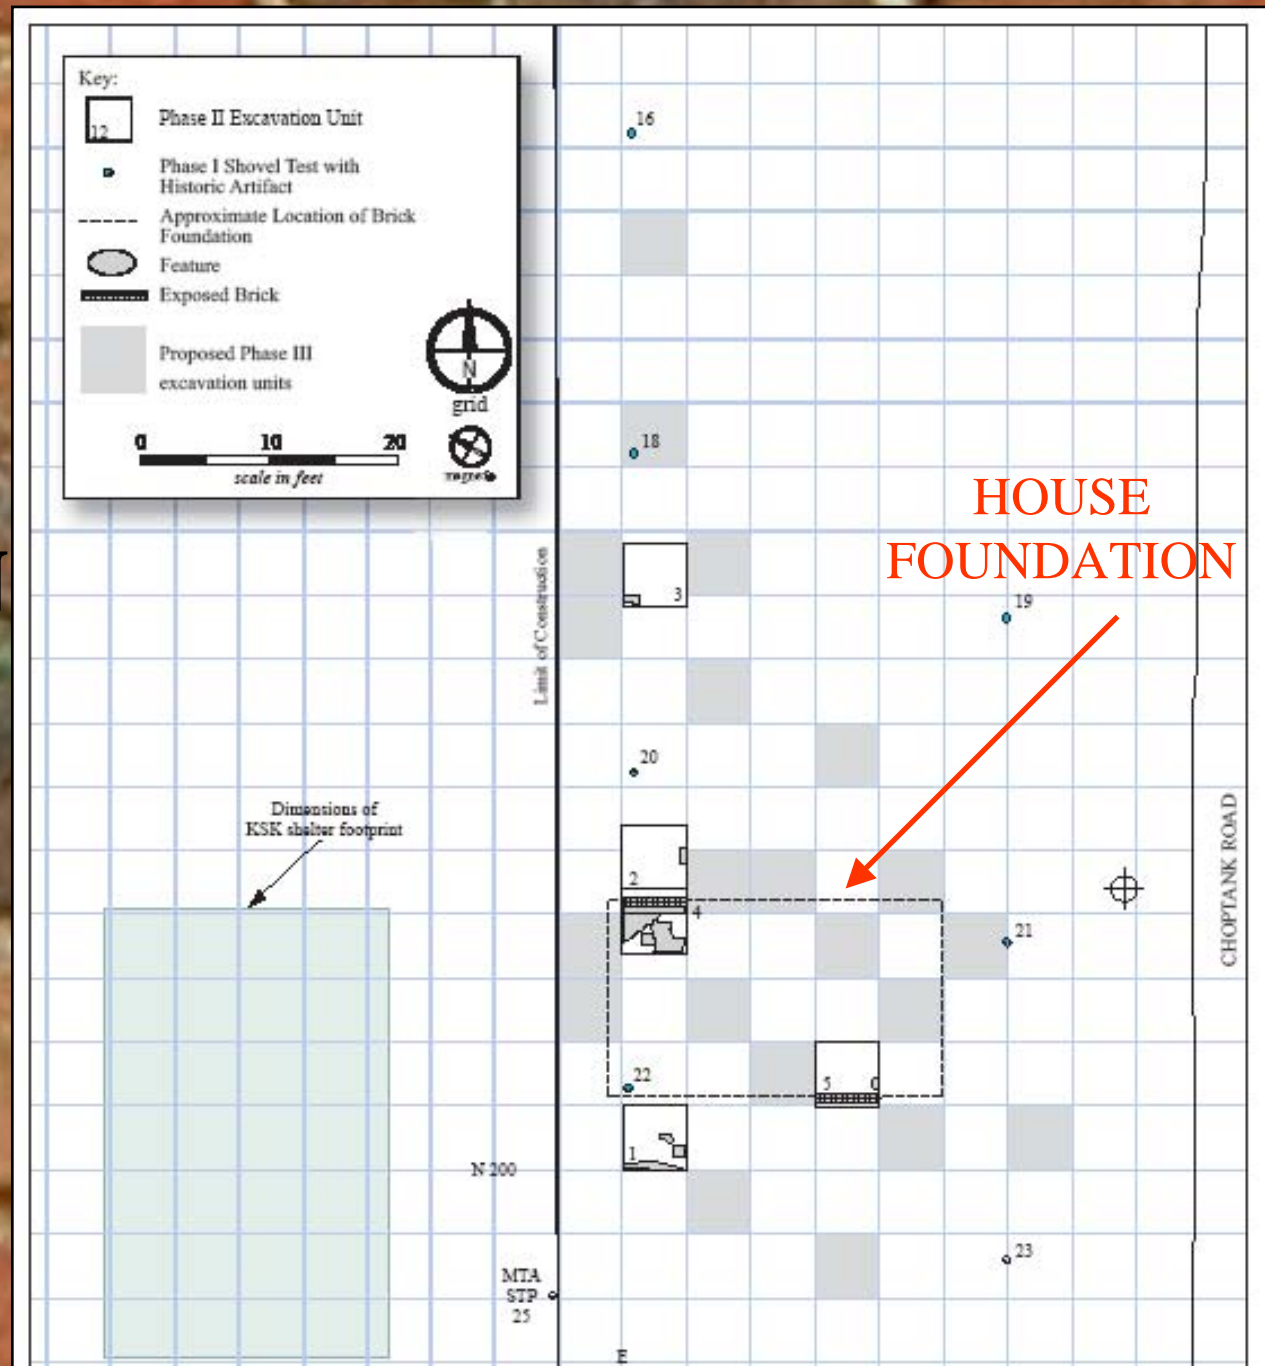 Key:
12
Phase II Excavation Unit
Phase I Shovel Test with
Historic Artifact
Approximate Location of Brick
Foundation
Feature
Exposed Brick
Proposed Phase III
excavation units
N
grid
0 10 20
scale in feet
16
18
HOUSE
FOUNDATION
Limit of Construction
3
19
20
Dimensions of
KSK shelter footprint
CHOPTANK ROAD
2
4
21
22
5
1
N 200
23
MTA
STP
25
E